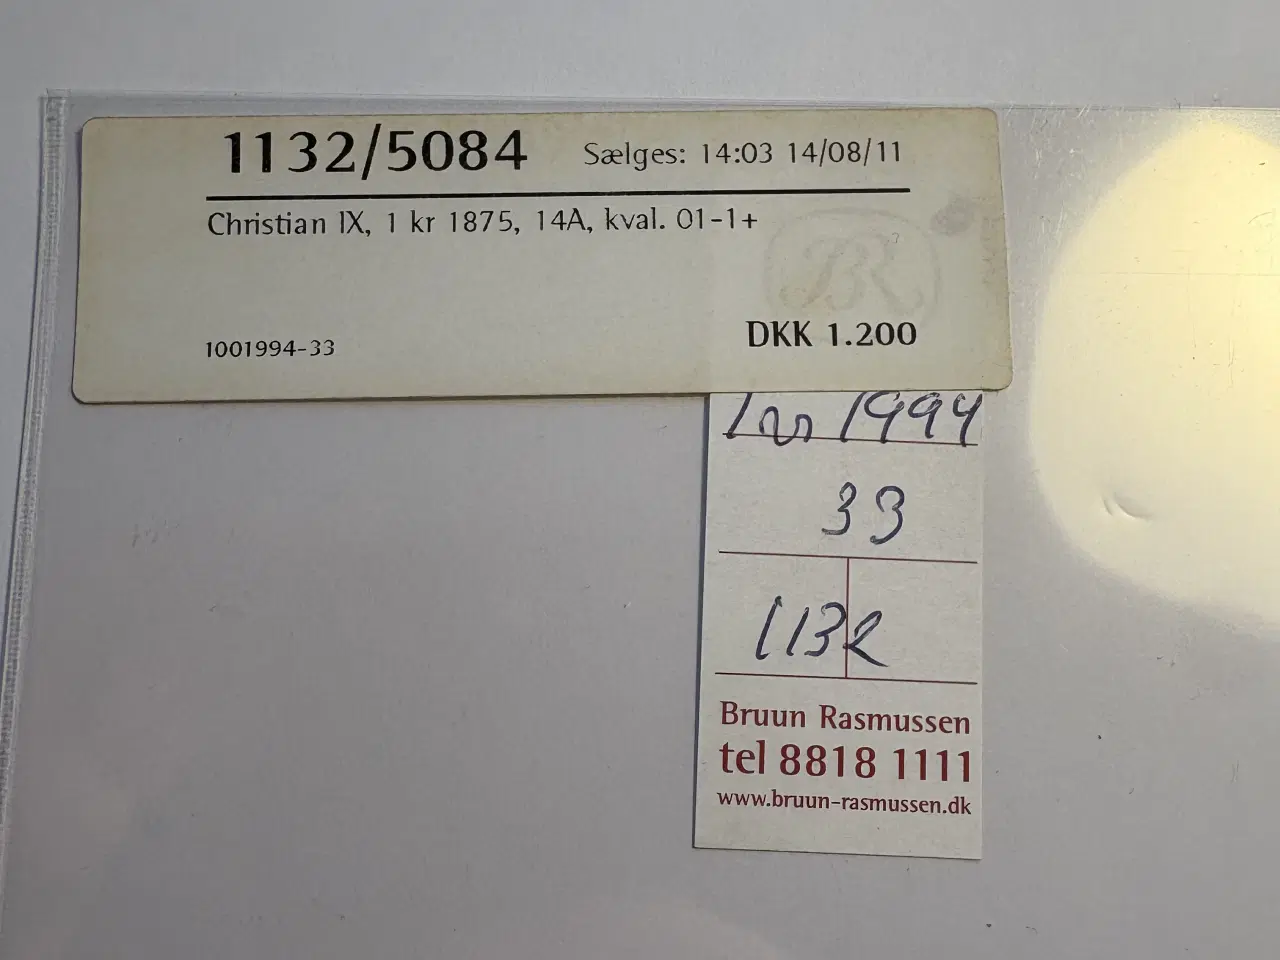 1132/5084 Sælges: 14:03 14/08/11
Christian IX, 1 kr 1875, 14A, kval. 01-1+
BR
1001994-33 DKK 1.200
1994
33
1132
Bruun Rasmussen
tel 8818 1111
www.bruun-rasmussen.dk